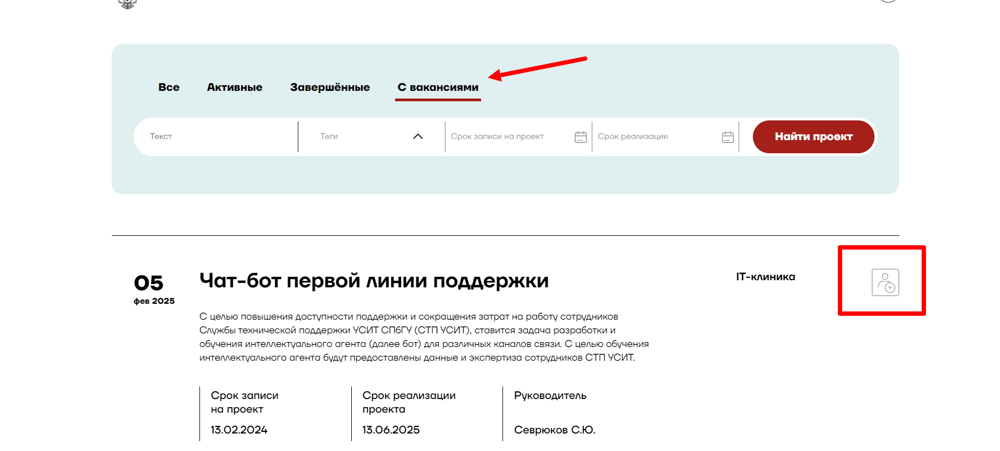 Все Активные Завершённые С вакансиями
Текст Теги Срок записи на проект Срок реализации Найти проект
05
фев 2025
Чат-бот первой линии поддержки
IT-клиника
С целью повышения доступности поддержки и сокращения затрат на работу сотрудников
Службы технической поддержки УСИТ СПбГУ (СТП УСИТ), ставится задача разработки и
обучения интеллектуального агента (далее бот) для различных каналов связи. С целью обучения
интеллектуального агента будут предоставлены данные и экспертиза сотрудников СТП УСИТ.
Срок записи
на проект
13.02.2024
Срок реализации
проекта
13.06.2025
Руководитель
Севрюков С.Ю.